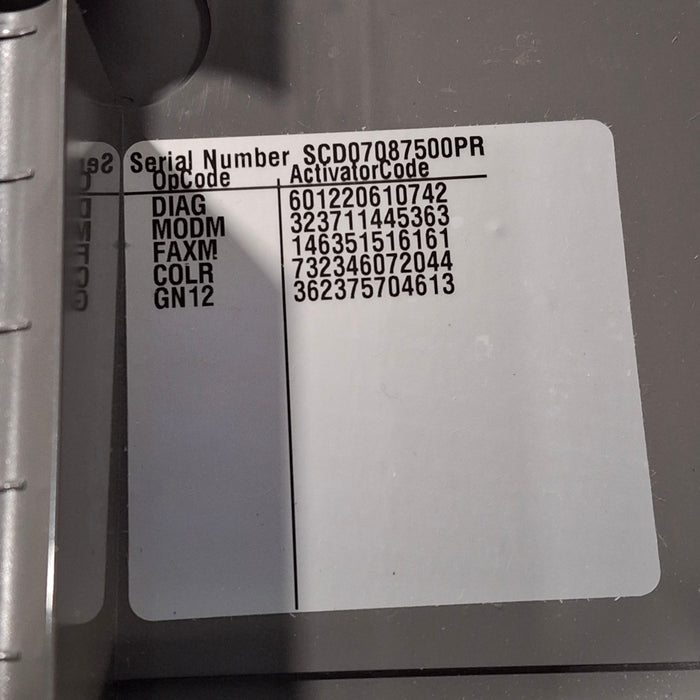 Serial Number SCD07087500PR
OpCode ActivatorCode
DIAG 601220610742
MODM 323711445363
FAXM 146351516161
COLR 732346072044
GN12 362375704613